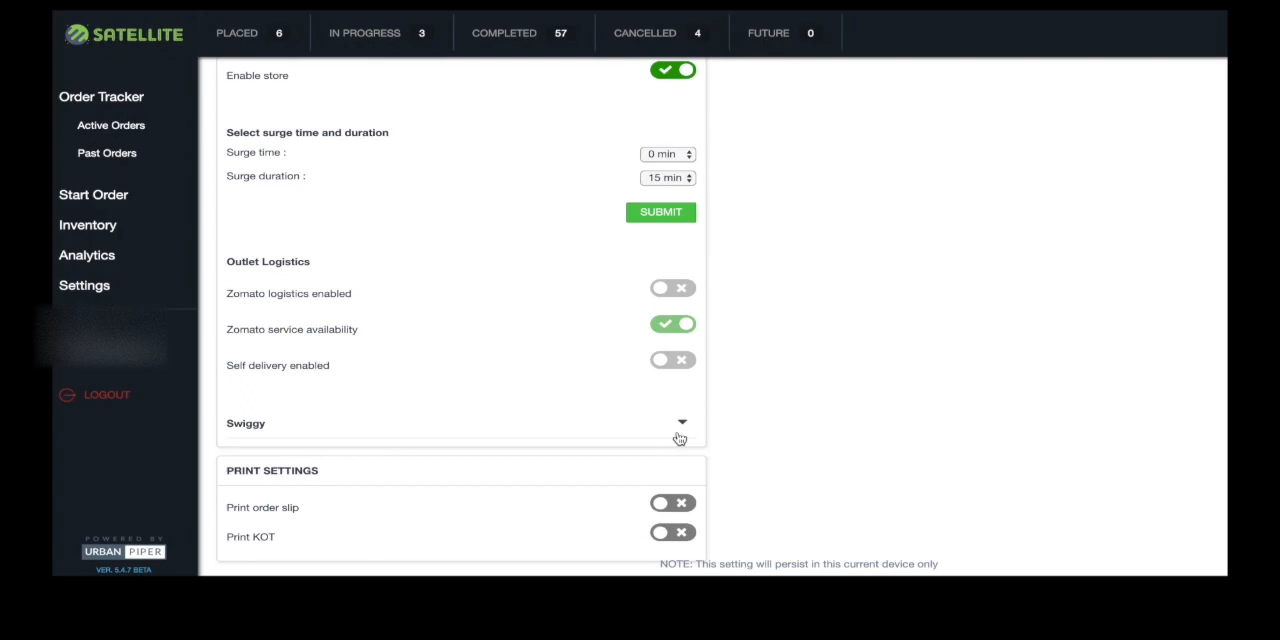 SATELLITE
PLACED 6 IN PROGRESS 3 COMPLETED 57 CANCELLED 4 FUTURE 0
Order Tracker
Active Orders
Past Orders
Start Order
Inventory
Analytics
Settings
LOGOUT
POWERED BY
URBAN PIPER
VER. 5.4.7 BETA
Enable store
Select surge time and duration
Surge time : 0 min
Surge duration : 15 min
SUBMIT
Outlet Logistics
Zomato logistics enabled
Zomato service availability
Self delivery enabled
Swiggy
PRINT SETTINGS
Print order slip
Print KOT
NOTE: This setting will persist in this current device only